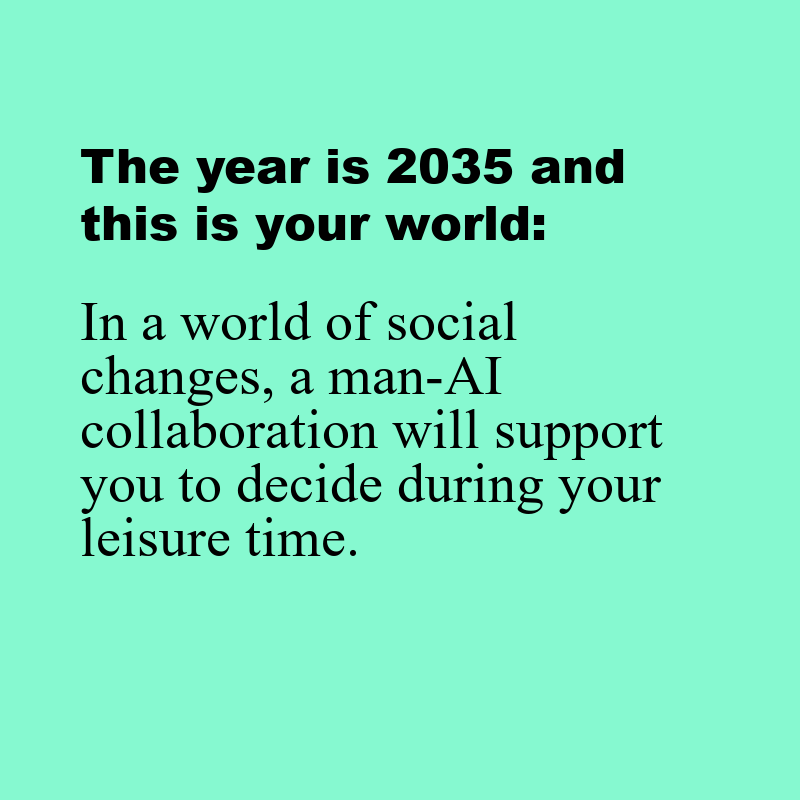 The year is 2035 and
this is your world:
In a world of social
changes, a man-AI
collaboration will support
you to decide during your
leisure time.